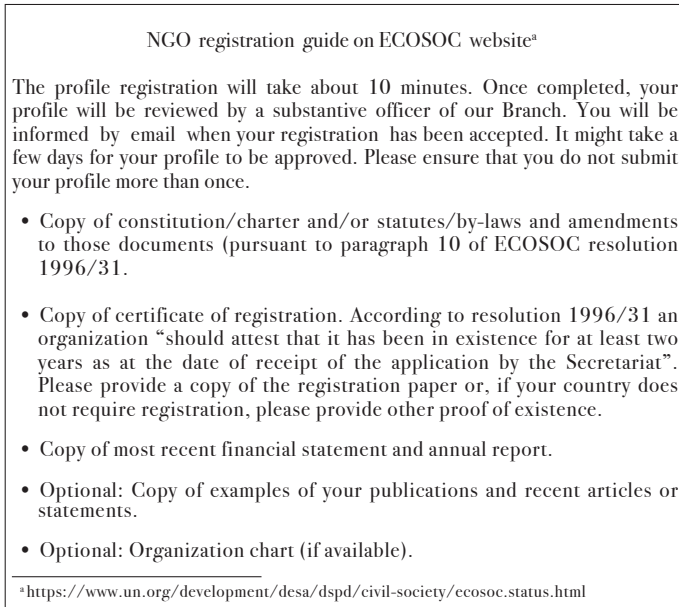 NGO registration guide on ECOSOC websiteᵃ
The profile registration will take about 10 minutes. Once completed, your
profile will be reviewed by a substantive officer of our Branch. You will be
informed by email when your registration has been accepted. It might take a
few days for your profile to be approved. Please ensure that you do not submit
your profile more than once.
• Copy of constitution/charter and/or statutes/by-laws and amendments
to those documents (pursuant to paragraph 10 of ECOSOC resolution
1996/31.
• Copy of certificate of registration. According to resolution 1996/31 an
organization “should attest that it has been in existence for at least two
years as at the date of receipt of the application by the Secretariat”.
Please provide a copy of the registration paper or, if your country does
not require registration, please provide other proof of existence.
• Copy of most recent financial statement and annual report.
• Optional: Copy of examples of your publications and recent articles or
statements.
• Optional: Organization chart (if available).
ᵃ https://www.un.org/development/desa/dspd/civil-society/ecosoc.status.html